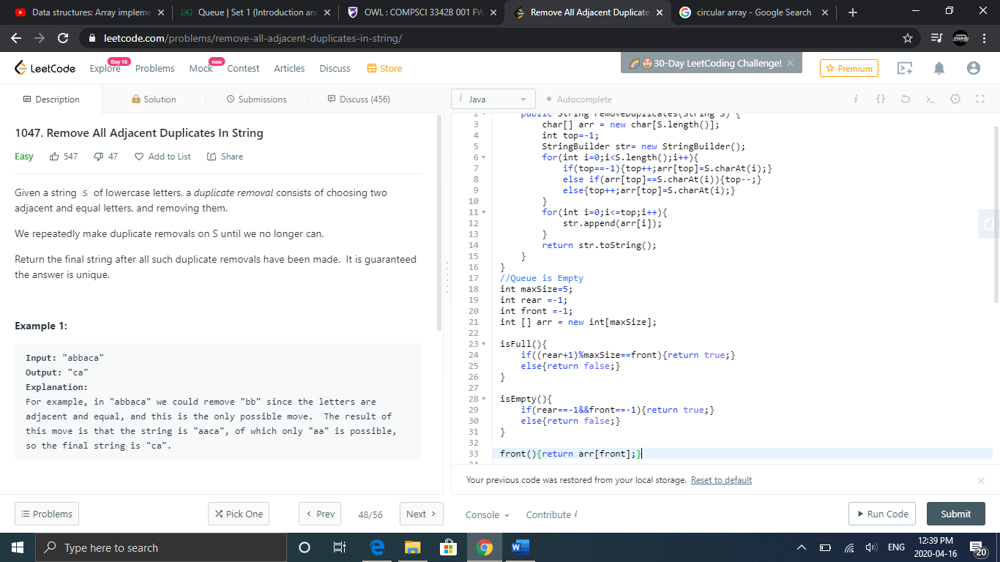 Data structures: Array impleme
Queue | Set 1 (Introduction an
OWL : COMPSCI 3342B 001 FW
Remove All Adjacent Duplicate
circular array - Google Search
leetcode.com/problems/remove-all-adjacent-duplicates-in-string/
LeetCode
Explore
Day 16
Problems
Mock
new
Contest
Articles
Discuss
Store
30-Day LeetCoding Challenge!
Premium
Description
Solution
Submissions
Discuss (456)
i Java
Autocomplete
1047. Remove All Adjacent Duplicates In String
Easy 547 47 Add to List Share
Given a string S of lowercase letters, a duplicate removal consists of choosing two
adjacent and equal letters, and removing them.
We repeatedly make duplicate removals on S until we no longer can.
Return the final string after all such duplicate removals have been made. It is guaranteed
the answer is unique.
Example 1:
Input: "abbaca"
Output: "ca"
Explanation:
For example, in "abbaca" we could remove "bb" since the letters are
adjacent and equal, and this is the only possible move. The result of
this move is that the string is "aaca", of which only "aa" is possible,
so the final string is "ca".
2 public String removeDuplicates(String S) {
3 char[] arr = new char[S.length()];
4 int top=-1;
5 StringBuilder str= new StringBuilder();
6 for(int i=0;i<S.length();i++){
7 if(top==-1){top++;arr[top]=S.charAt(i);}
8 else if(arr[top]==S.charAt(i)){top--;}
9 else{top++;arr[top]=S.charAt(i);}
10 }
11 for(int i=0;i<=top;i++){
12 str.append(arr[i]);
13 }
14 return str.toString();
15 }
16 }
17 //Queue is Empty
18 int maxSize=5;
19 int rear =-1;
20 int front =-1;
21 int [] arr = new int[maxSize];
22
23 isFull(){
24 if((rear+1)%maxSize==front){return true;}
25 else{return false;}
26 }
27
28 isEmpty(){
29 if(rear==-1&&front==-1){return true;}
30 else{return false;}
31 }
32
33 front(){return arr[front];}
34
Your previous code was restored from your local storage. Reset to default
Problems
Pick One
Prev
48/56
Next
Console
Contribute i
Run Code
Submit
Type here to search
ENG
12:39 PM
2020-04-16
20